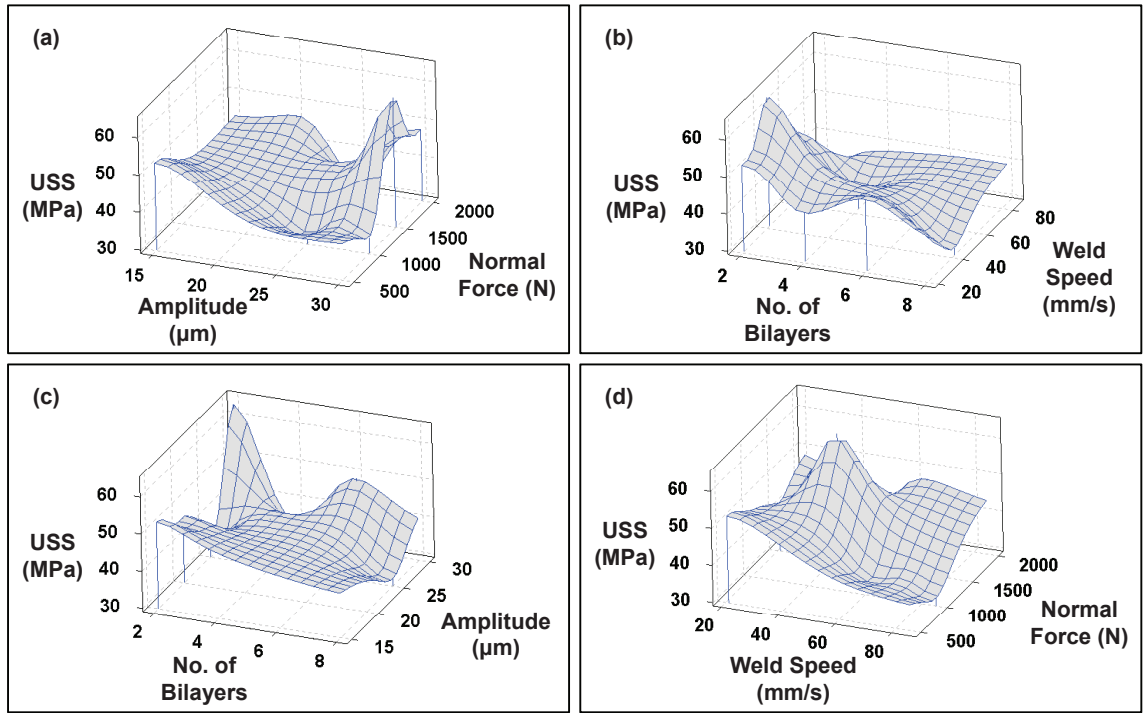 (a)
60
50
40
30
USS
(MPa)
15
20
25
30
Amplitude
(µm)
500
1000
1500
2000
Normal
Force (N)
(b)
60
50
40
30
USS
(MPa)
2
4
6
8
No. of
Bilayers
20
40
60
80
Weld
Speed
(mm/s)
(c)
60
50
40
30
USS
(MPa)
2
4
6
8
No. of
Bilayers
15
20
25
30
Amplitude
(µm)
(d)
60
50
40
30
USS
(MPa)
20
40
60
80
Weld Speed
(mm/s)
500
1000
1500
2000
Normal
Force (N)